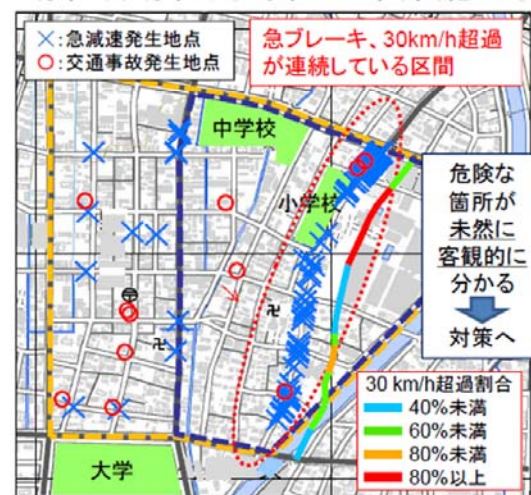 ×:急減速発生地点
○:交通事故発生地点
急ブレーキ、30km/h超過
が連続している区間
中学校
小学校
危険な
箇所が
未然に
客観的に
分かる
対策へ
卍
卍
30 km/h超過割合
40%未満
60%未満
80%未満
80%以上
大学